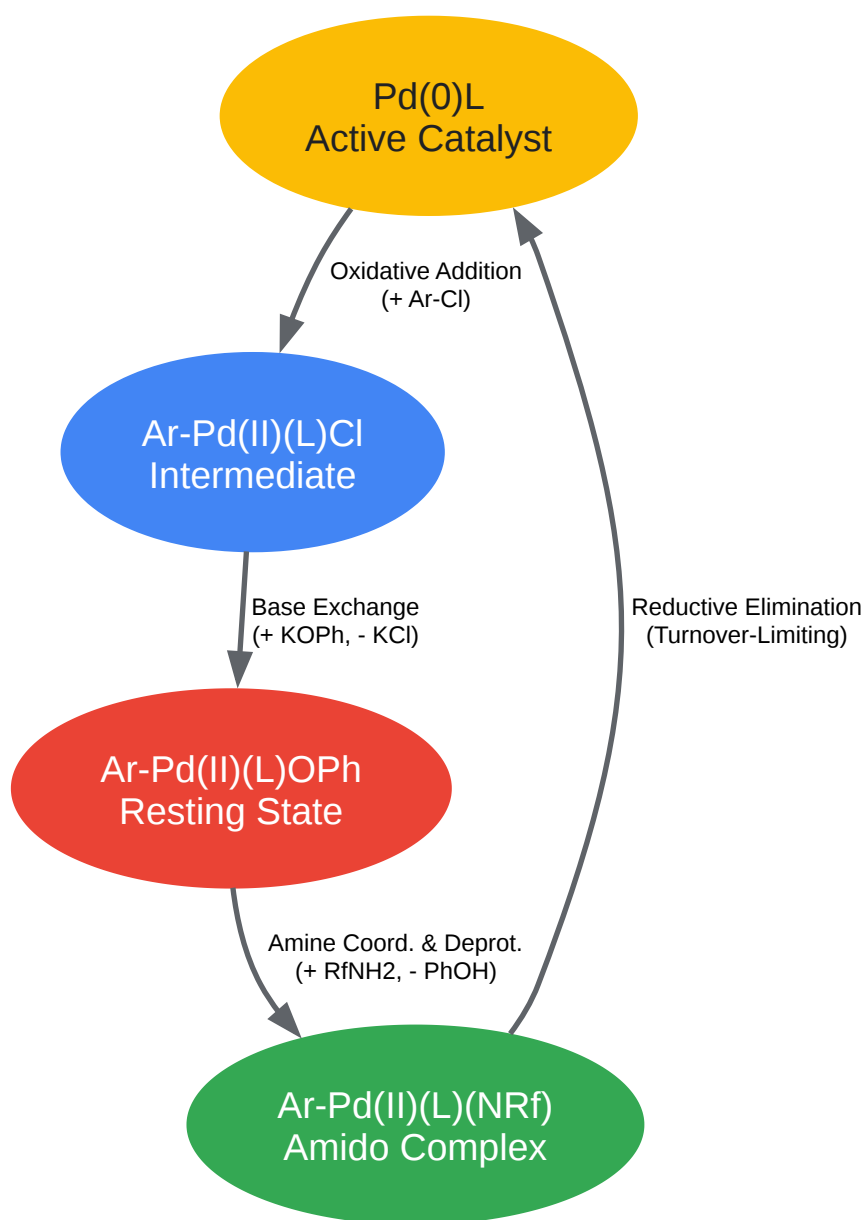 Pd(0)L
Active Catalyst
Oxidative Addition
(+ Ar-Cl)
Ar-Pd(II)(L)Cl
Intermediate
Base Exchange
(+ KOPh, - KCl)
Reductive Elimination
(Turnover-Limiting)
Ar-Pd(II)(L)OPh
Resting State
Amine Coord. & Deprot.
(+ RfNH2, - PhOH)
Ar-Pd(II)(L)(NRf)
Amido Complex